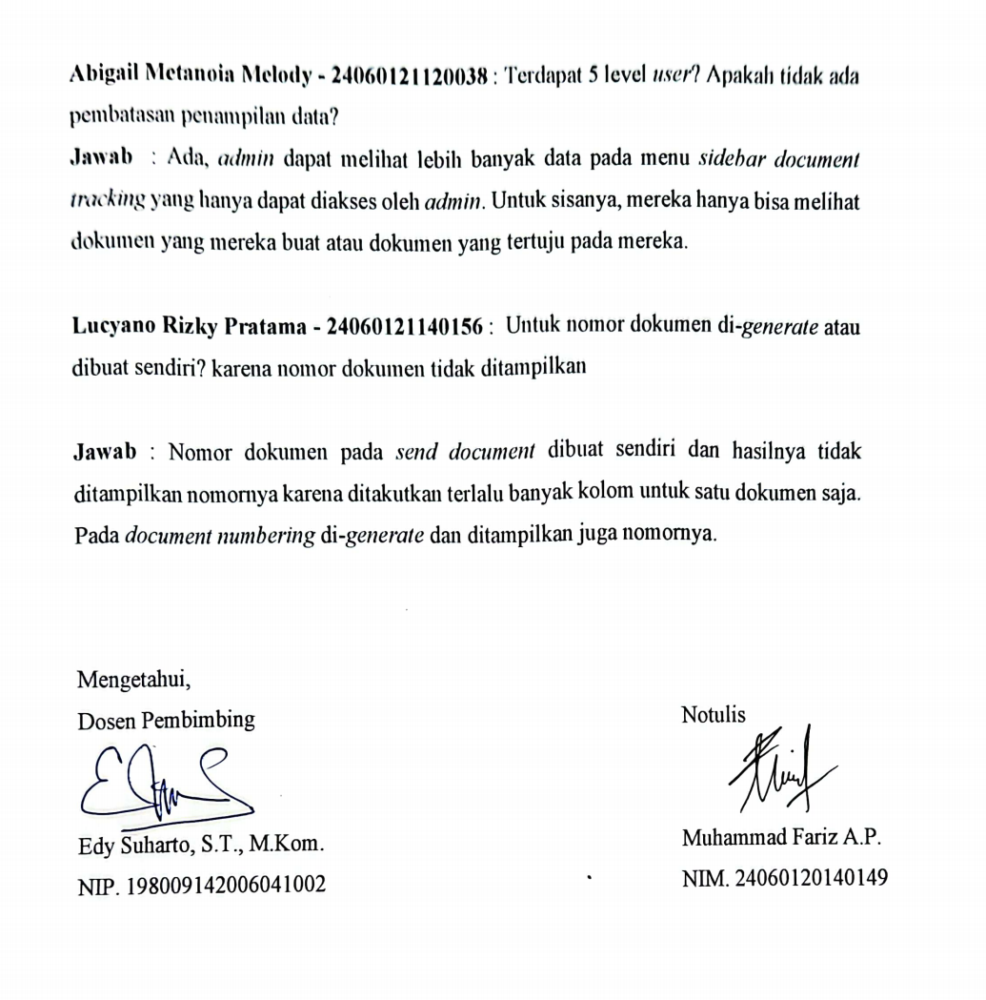 Abigail Metanoia Melody - 24060121120038 : Terdapat 5 level user? Apakah tidak ada
pembatasan penampilan data?
Jawab : Ada, admin dapat melihat lebih banyak data pada menu sidebar document
tracking yang hanya dapat diakses oleh admin. Untuk sisanya, mereka hanya bisa melihat
dokumen yang mereka buat atau dokumen yang tertuju pada mereka.
Lucyano Rizky Pratama - 24060121140156 : Untuk nomor dokumen di-generate atau
dibuat sendiri? karena nomor dokumen tidak ditampilkan
Jawab : Nomor dokumen pada send document dibuat sendiri dan hasilnya tidak
ditampilkan nomornya karena ditakutkan terlalu banyak kolom untuk satu dokumen saja.
Pada document numbering di-generate dan ditampilkan juga nomornya.
Mengetahui,
Dosen Pembimbing
Edy Suharto, S.T., M.Kom.
NIP. 198009142006041002
Notulis
Muhammad Fariz A.P.
NIM. 24060120140149